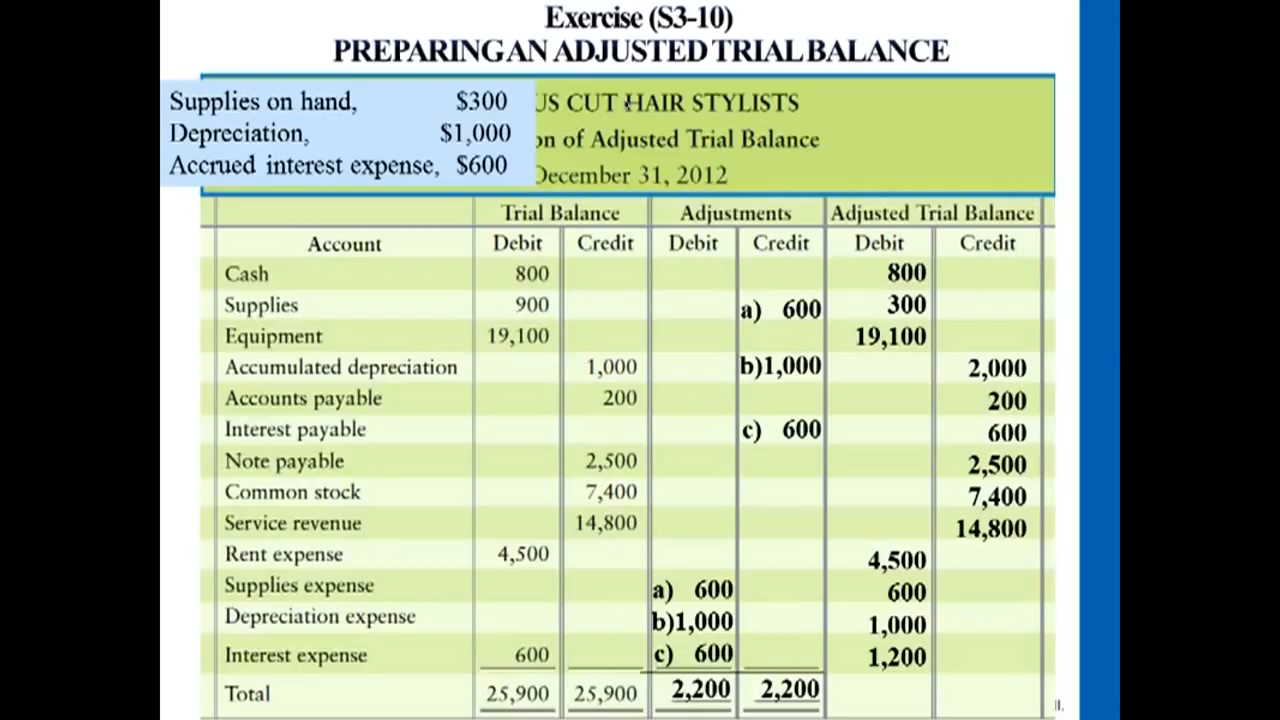 Exercise (S3-10)
PREPARING AN ADJUSTED TRIAL BALANCE
Supplies on hand, $300
Depreciation, $1,000
Accrued interest expense, $600
US CUT HAIR STYLISTS
on of Adjusted Trial Balance
December 31, 2012
Trial Balance Adjustments Adjusted Trial Balance
Account Debit Credit Debit Credit Debit Credit
Cash 800 800
Supplies 900 a) 600 300
Equipment 19,100 19,100
Accumulated depreciation 1,000 b)1,000 2,000
Accounts payable 200 200
Interest payable c) 600 600
Note payable 2,500 2,500
Common stock 7,400 7,400
Service revenue 14,800 14,800
Rent expense 4,500 4,500
Supplies expense a) 600 600
Depreciation expense b)1,000 1,000
Interest expense 600 c) 600 1,200
Total 25,900 25,900 2,200 2,200